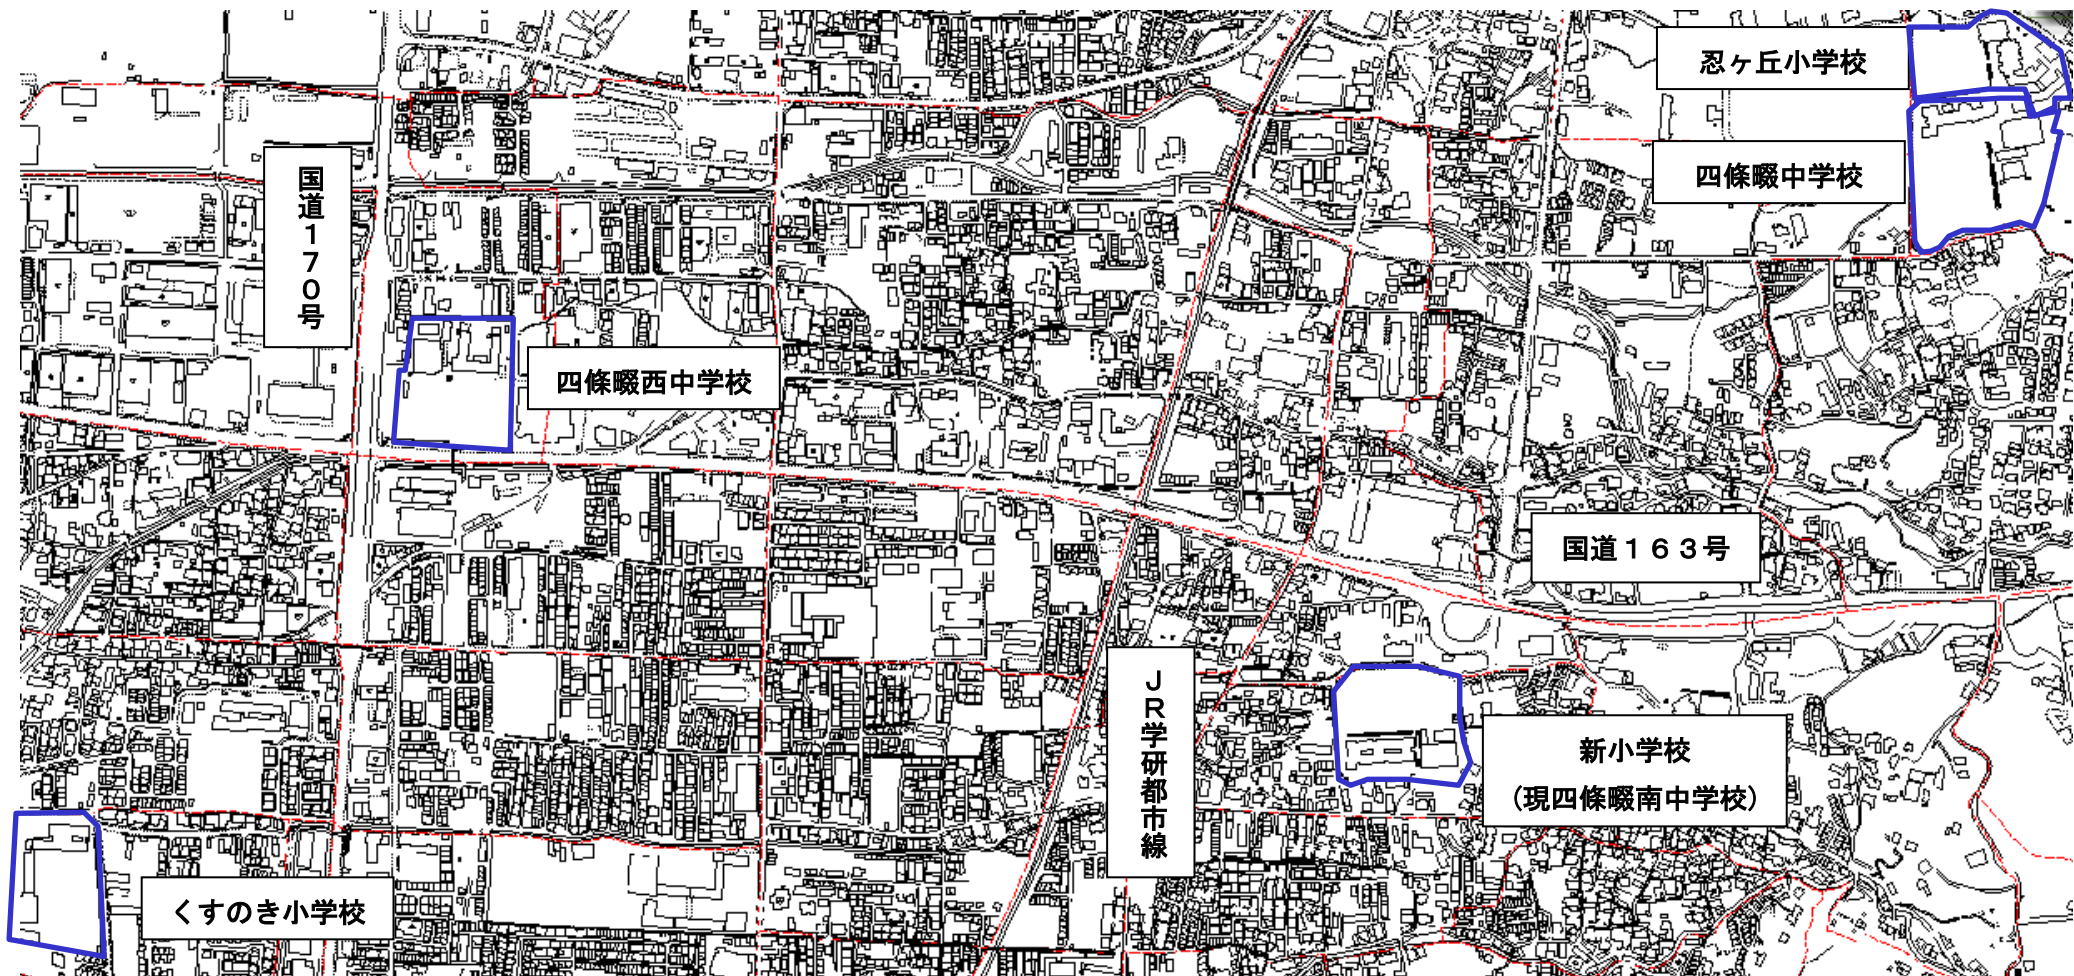 忍ヶ丘小学校
四條畷中学校
国道170号
四條畷西中学校
国道163号
JR学研都市線
新小学校
(現四條畷南中学校)
くすのき小学校